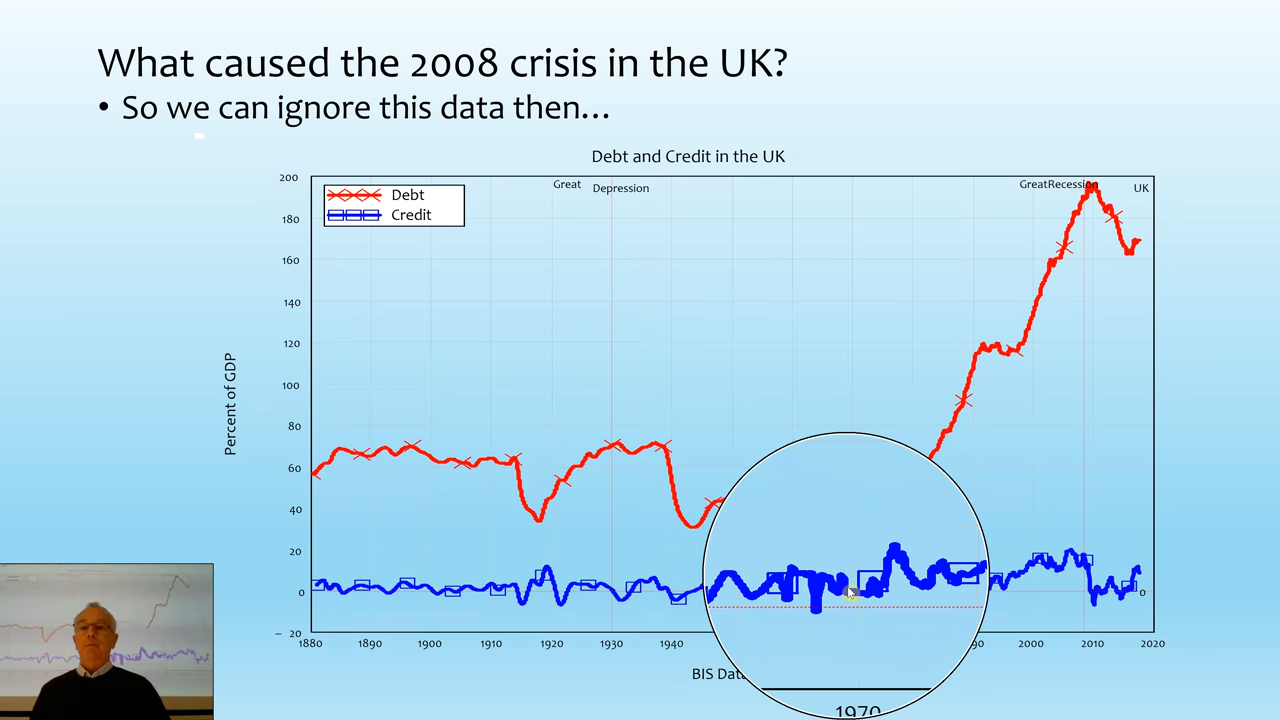 What caused the 2008 crisis in the UK?
• So we can ignore this data then...
Debt and Credit in the UK
Great Depression
GreatRecession
UK
Debt
Credit
Percent of GDP
200
180
160
140
120
100
80
60
40
20
0
0
– 20
1880 1890 1900 1910 1920 1930 1940 1970 90 2000 2010 2020
BIS Data